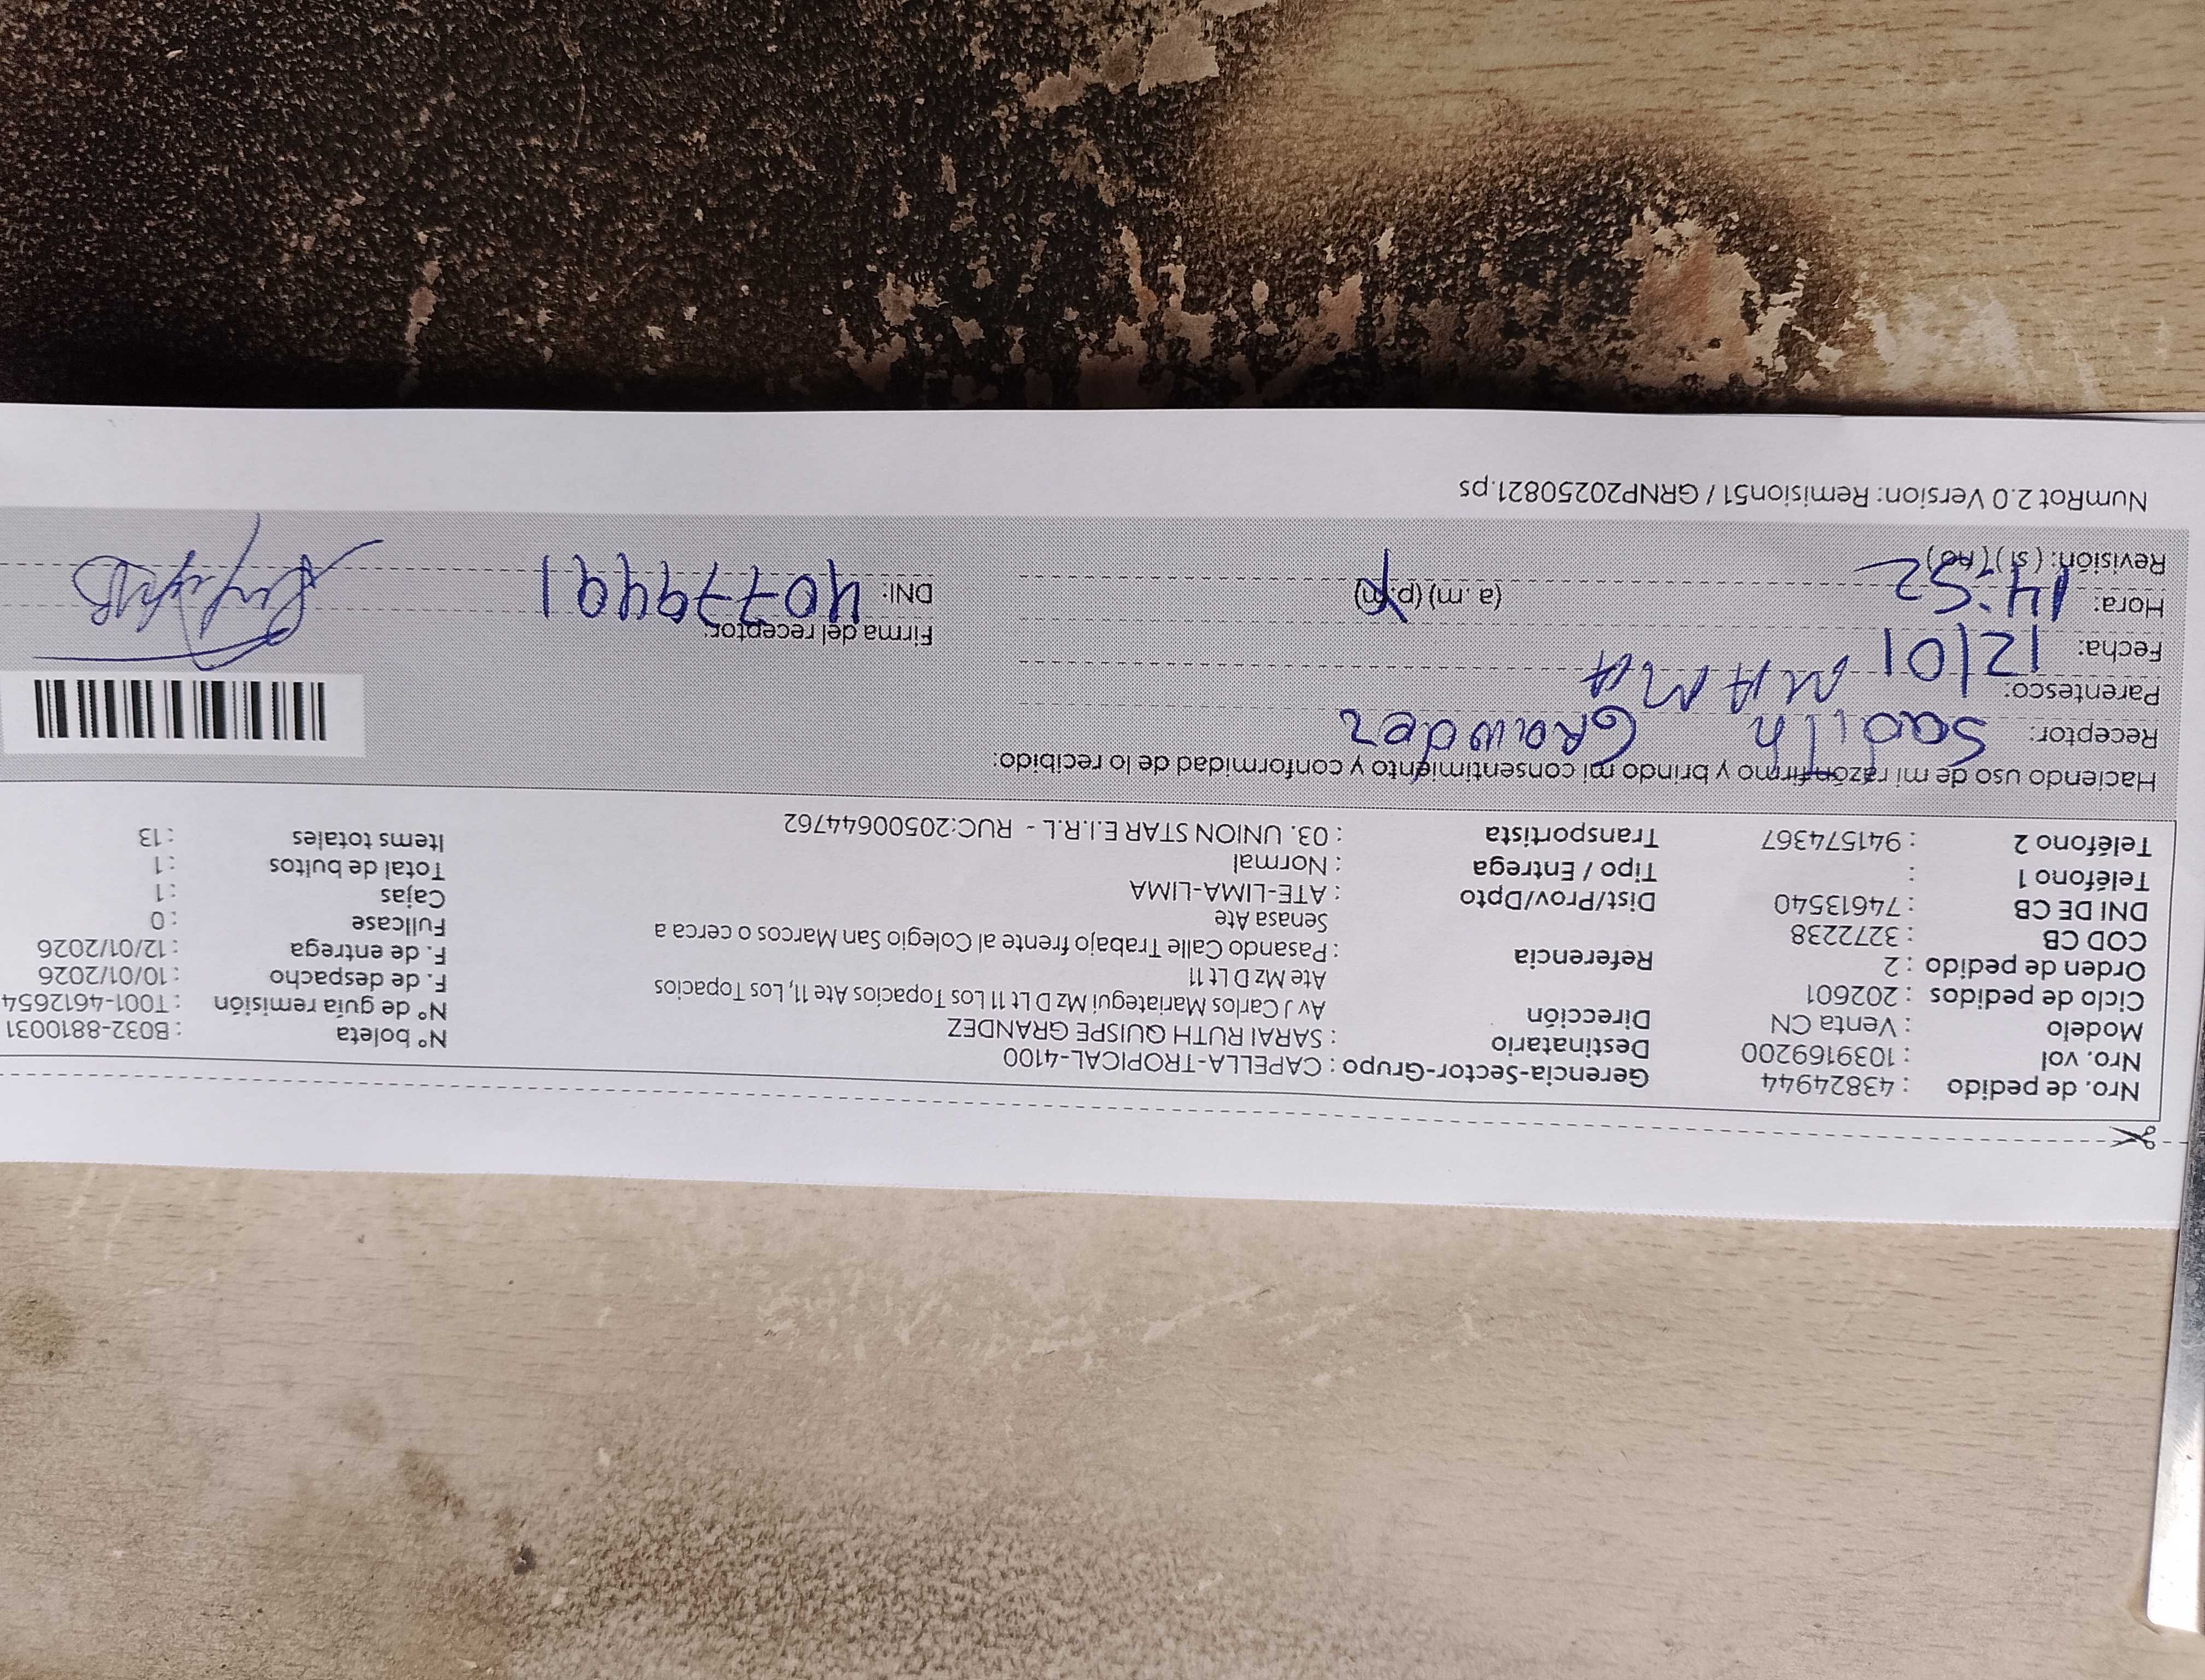 Nro. de pedido : 43824944 Gerencia-Sector-Grupo : CAPELLA-TROPICAL-4100 N° boleta : B032-8810031
Nro. vol : 1039169200 Destinatario : SARAI RUTH QUISPE GRANDEZ N° de guía remisión : T001-4612654
Modelo : Venta CN Dirección Av J Carlos Mariategui Mz D Lt 11 Los Topacios Ate 11, Los Topacios F. de despacho : 10/01/2026
Ciclo de pedidos : 202601 Ate Mz D Lt 11 F. de entrega : 12/01/2026
Orden de pedido : 2 Referencia : Pasando Calle Trabajo frente al Colegio San Marcos o cerca a Fullcase : 0
COD CB : 3272238 Senasa Ate Cajas : 1
DNI DE CB : 74613540 Dist/Prov/Dpto : ATE-LIMA-LIMA Total de bultos : 1
Teléfono 1 : Tipo / Entrega : Normal Items totales : 13
Teléfono 2 : 941574367 Transportista : 03. UNION STAR E.I.R.L - RUC:20500644762
Haciendo uso de mi razón firmo y brindo mi consentimiento y conformidad de lo recibido:
Receptor: Sadith
Parentesco: MAMA
Fecha: 12/01 Firma del receptor:
Hora: 14:52 (a. m) (p. m) DNI: 40779491
Revisión: (si) (no)
NumRot 2.0 Version: Remision51 / GRNP20250821.ps